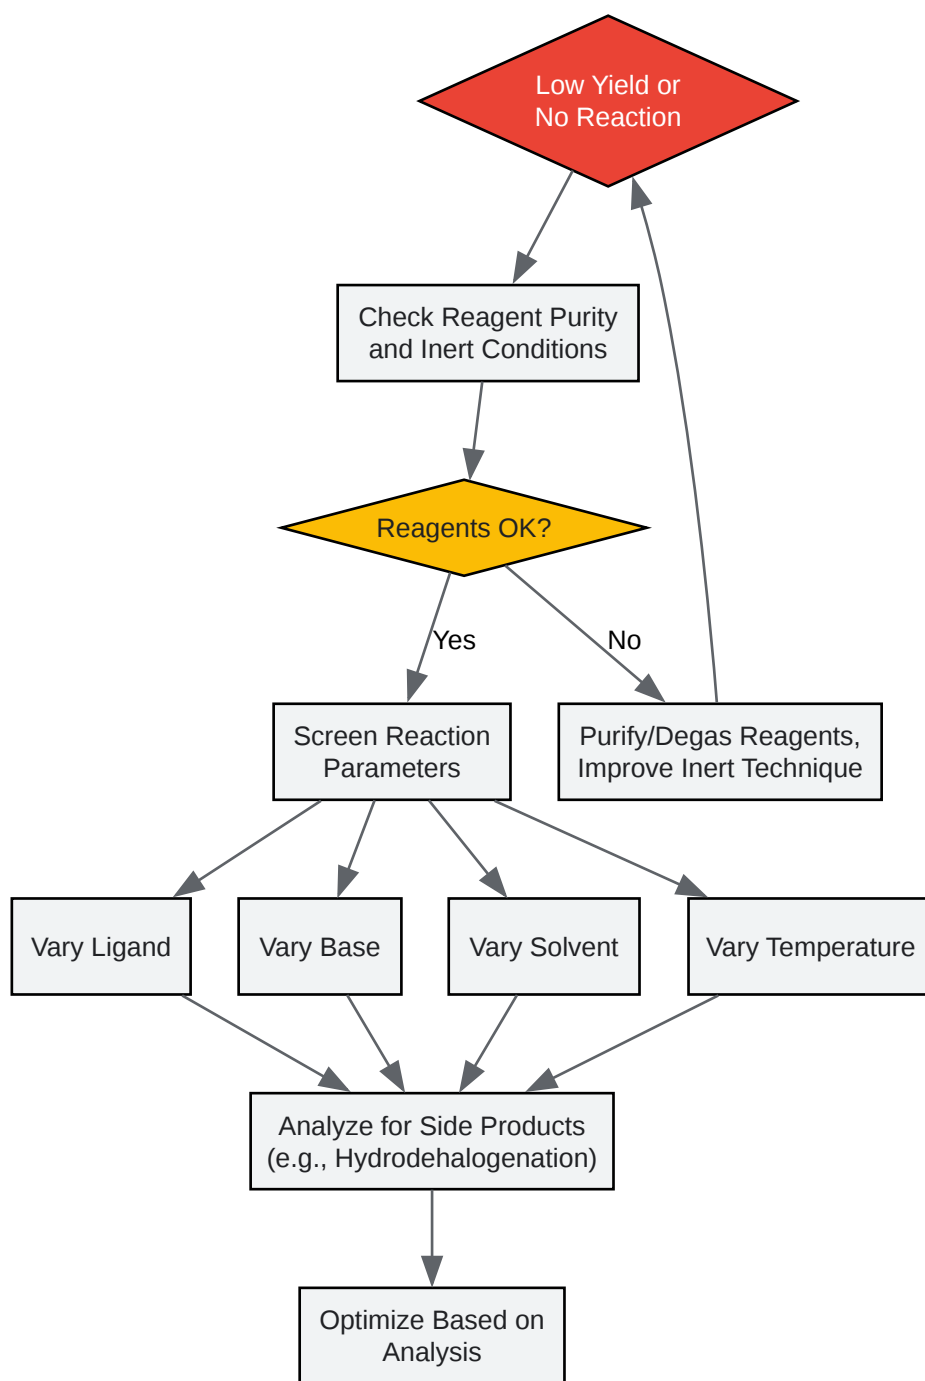 Low Yield or
No Reaction
Check Reagent Purity
and Inert Conditions
Reagents OK?
Yes
No
Screen Reaction
Parameters
Purify/Degas Reagents,
Improve Inert Technique
Vary Ligand
Vary Base
Vary Solvent
Vary Temperature
Analyze for Side Products
(e.g., Hydrodehalogenation)
Optimize Based on
Analysis